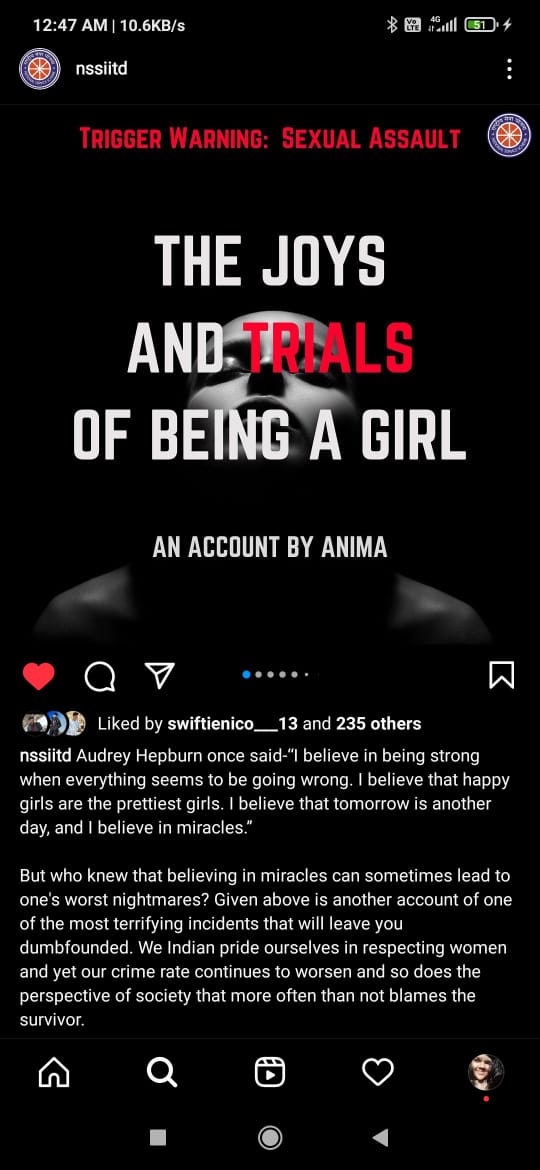 12:47 AM | 10.6KB/s
Vo
LTE
4G
51
nssiitd
TRIGGER WARNING: SEXUAL ASSAULT
THE JOYS
AND TRIALS
OF BEING A GIRL
AN ACCOUNT BY ANIMA
Liked by swiftienico___13 and 235 others
nssiitd Audrey Hepburn once said-“I believe in being strong
when everything seems to be going wrong. I believe that happy
girls are the prettiest girls. I believe that tomorrow is another
day, and I believe in miracles.”
But who knew that believing in miracles can sometimes lead to
one's worst nightmares? Given above is another account of one
of the most terrifying incidents that will leave you
dumbfounded. We Indian pride ourselves in respecting women
and yet our crime rate continues to worsen and so does the
perspective of society that more often than not blames the
survivor.